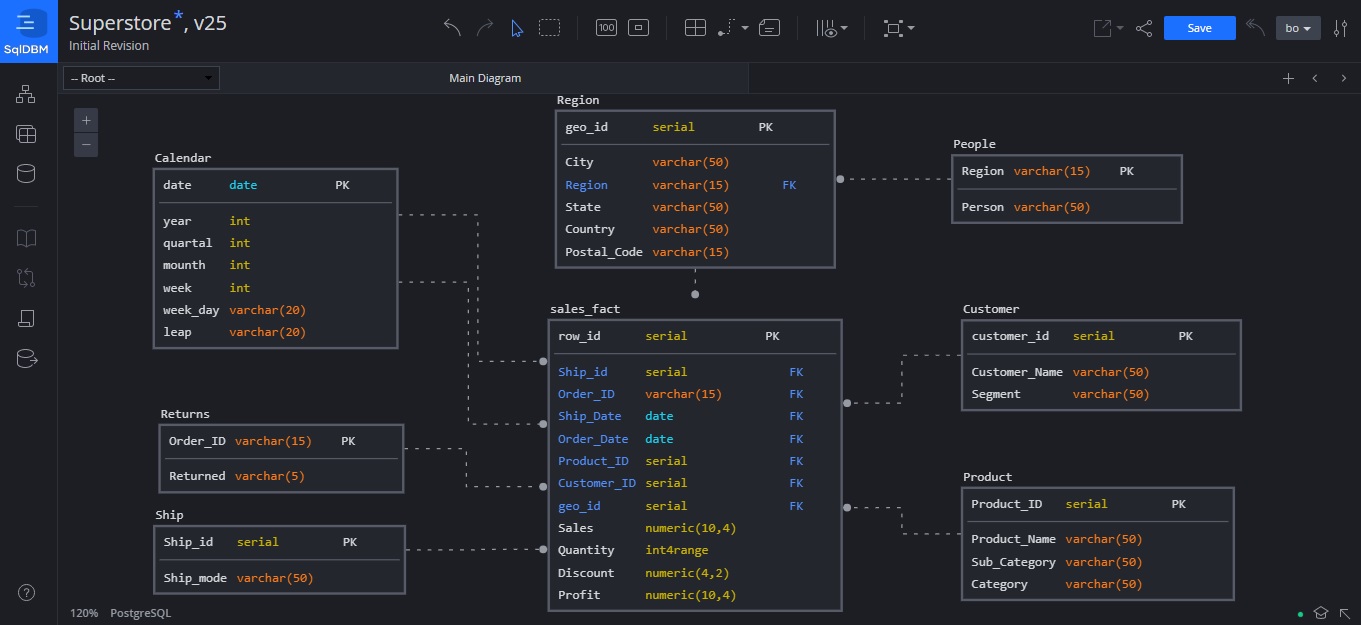 SqlDBM
Superstore*, v25
Initial Revision
100
Save
bo
-- Root --
Main Diagram
Region
geo_id serial PK
City varchar(50)
Region varchar(15) FK
State varchar(50)
Country varchar(50)
Postal_Code varchar(15)
People
Region varchar(15) PK
Person varchar(50)
Calendar
date date PK
year int
quartal int
mounth int
week int
week_day varchar(20)
leap varchar(20)
sales_fact
row_id serial PK
Ship_id serial FK
Order_ID varchar(15) FK
Ship_Date date FK
Order_Date date FK
Product_ID serial FK
Customer_ID serial FK
geo_id serial FK
Sales numeric(10,4)
Quantity int4range
Discount numeric(4,2)
Profit numeric(10,4)
Customer
customer_id serial PK
Customer_Name varchar(50)
Segment varchar(50)
Returns
Order_ID varchar(15) PK
Returned varchar(5)
Product
Product_ID serial PK
Product_Name varchar(50)
Sub_Category varchar(50)
Category varchar(50)
Ship
Ship_id serial PK
Ship_mode varchar(50)
120% PostgreSQL